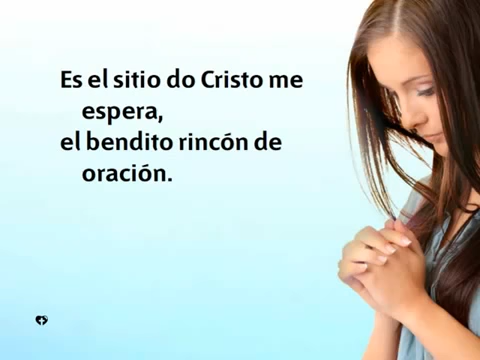 Es el sitio do Cristo me
espera,
el bendito rincón de
oración.